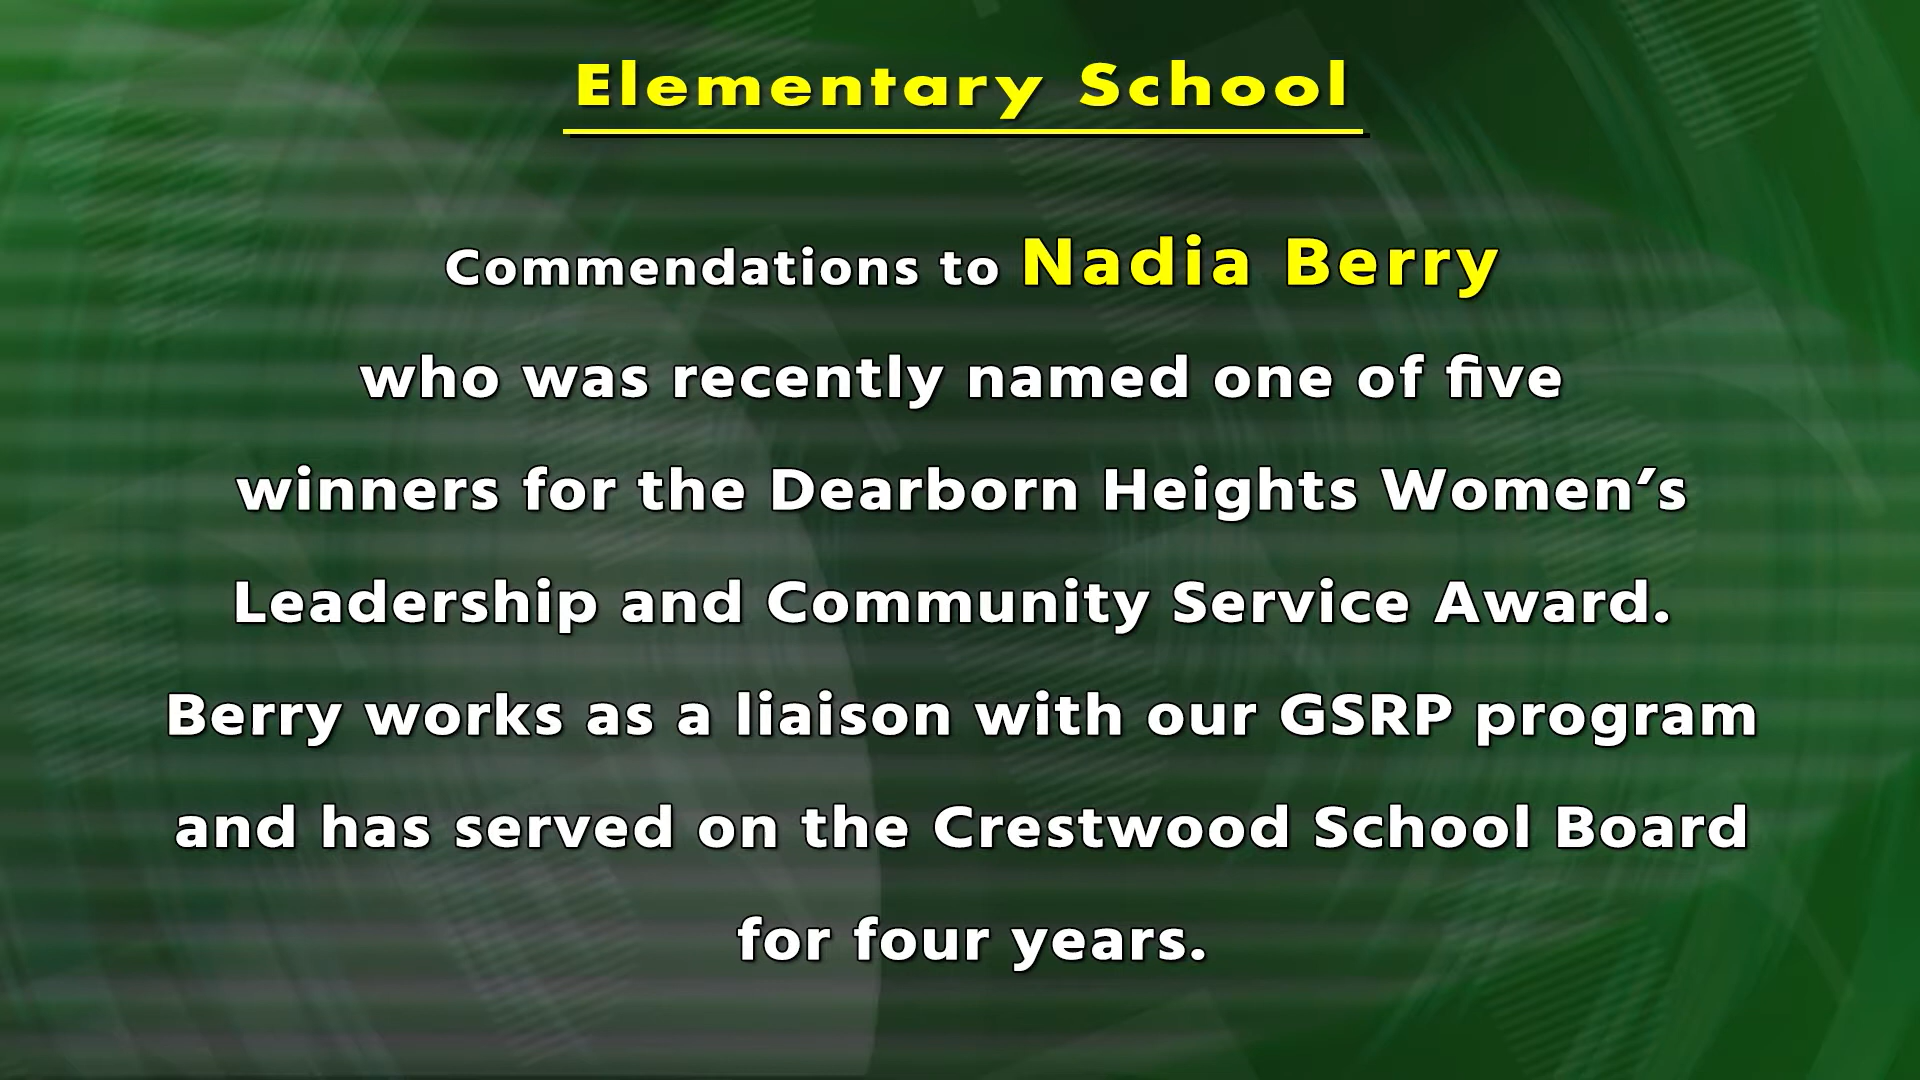 Elementary School
Commendations to Nadia Berry
who was recently named one of five
winners for the Dearborn Heights Women’s
Leadership and Community Service Award.
Berry works as a liaison with our GSRP program
and has served on the Crestwood School Board
for four years.